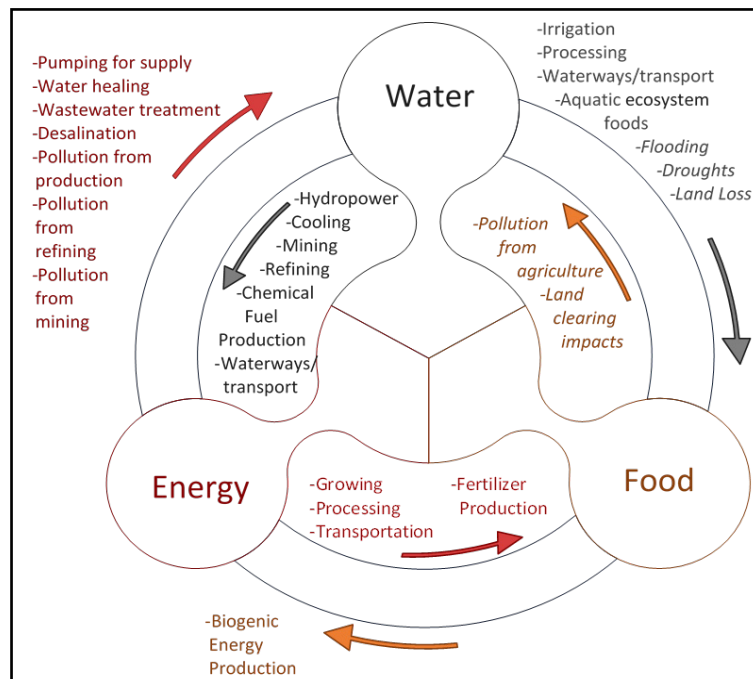 -Pumping for supply
-Water healing
-Wastewater treatment
-Desalination
-Pollution from
production
-Pollution
from
refining
-Pollution
from
mining
Water
-Irrigation
-Processing
-Waterways/transport
-Aquatic ecosystem
foods
-Flooding
-Droughts
-Land Loss
-Hydropower
-Cooling
-Mining
-Refining
-Chemical
Fuel
Production
-Waterways/
transport
-Pollution
from
agriculture
-Land
clearing
impacts
Energy
-Growing
-Processing
-Transportation
-Fertilizer
Production
Food
-Biogenic
Energy
Production